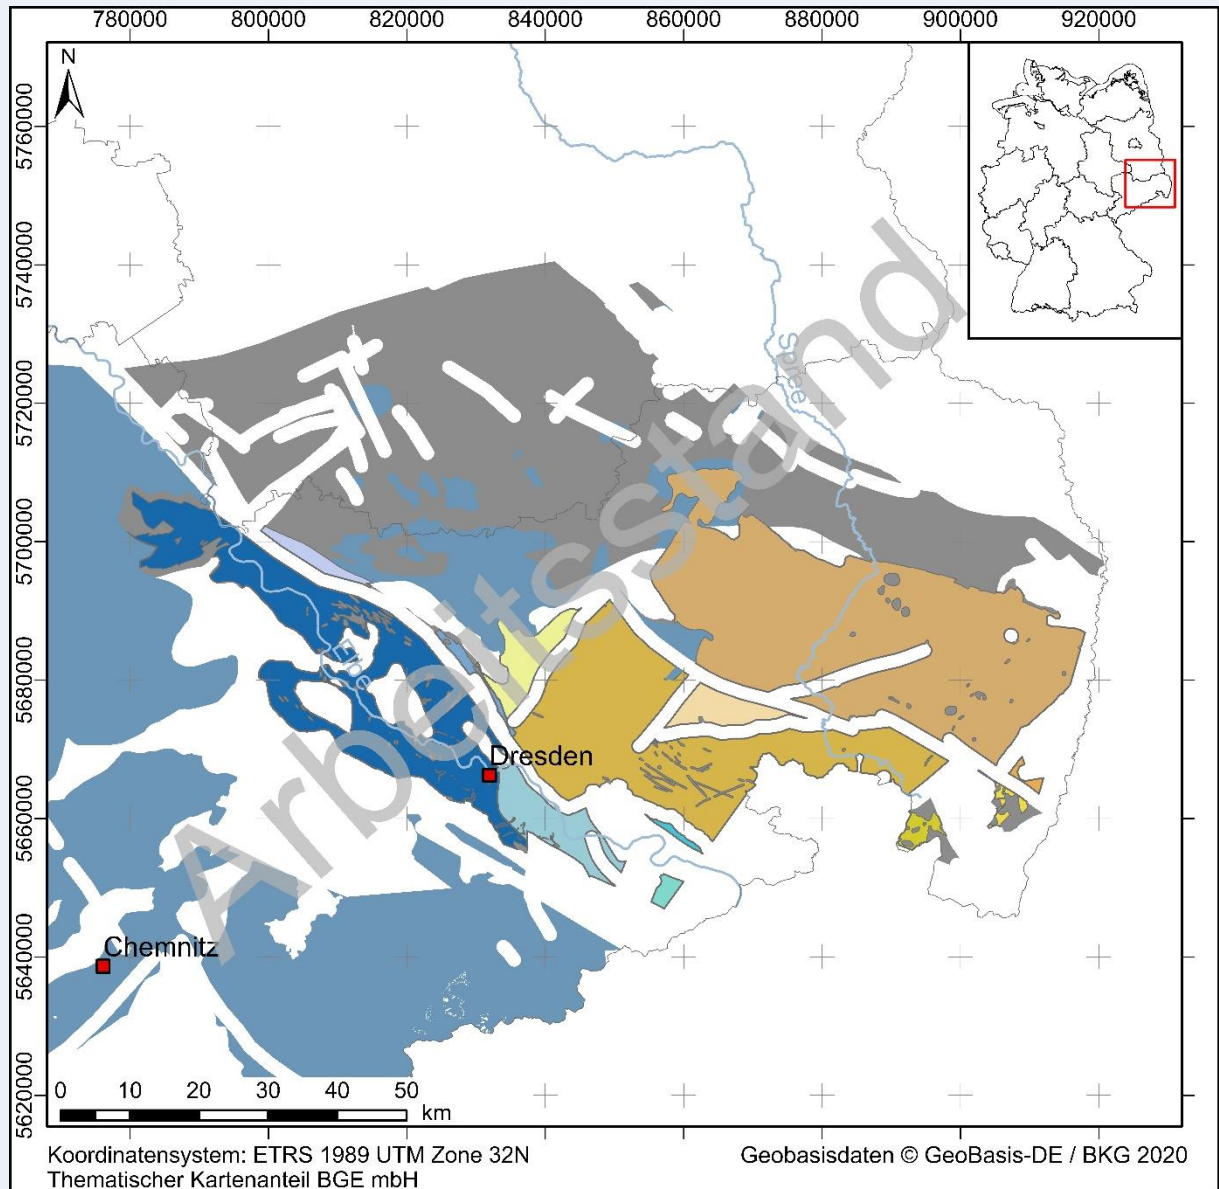 780000 800000 820000 840000 860000 880000 900000 920000
N
5760000
5740000
5720000
5700000
5680000
5660000
5640000
5620000
Spree
Elbe
Arbeitsstand
Dresden
Chemnitz
0 10 20 30 40 50
km
Koordinatensystem: ETRS 1989 UTM Zone 32N
Thematischer Kartenanteil BGE mbH
Geobasisdaten © GeoBasis-DE / BKG 2020